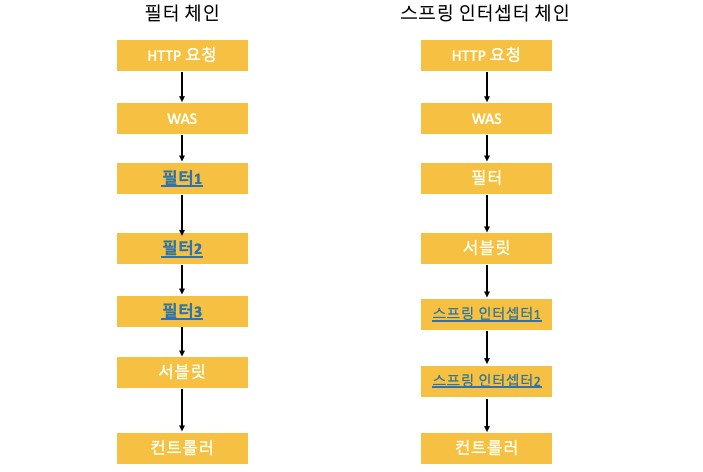 필터 체인
HTTP 요청
WAS
필터1
필터2
필터3
서블릿
컨트롤러
스프링 인터셉터 체인
HTTP 요청
WAS
필터
서블릿
스프링 인터셉터1
스프링 인터셉터2
컨트롤러